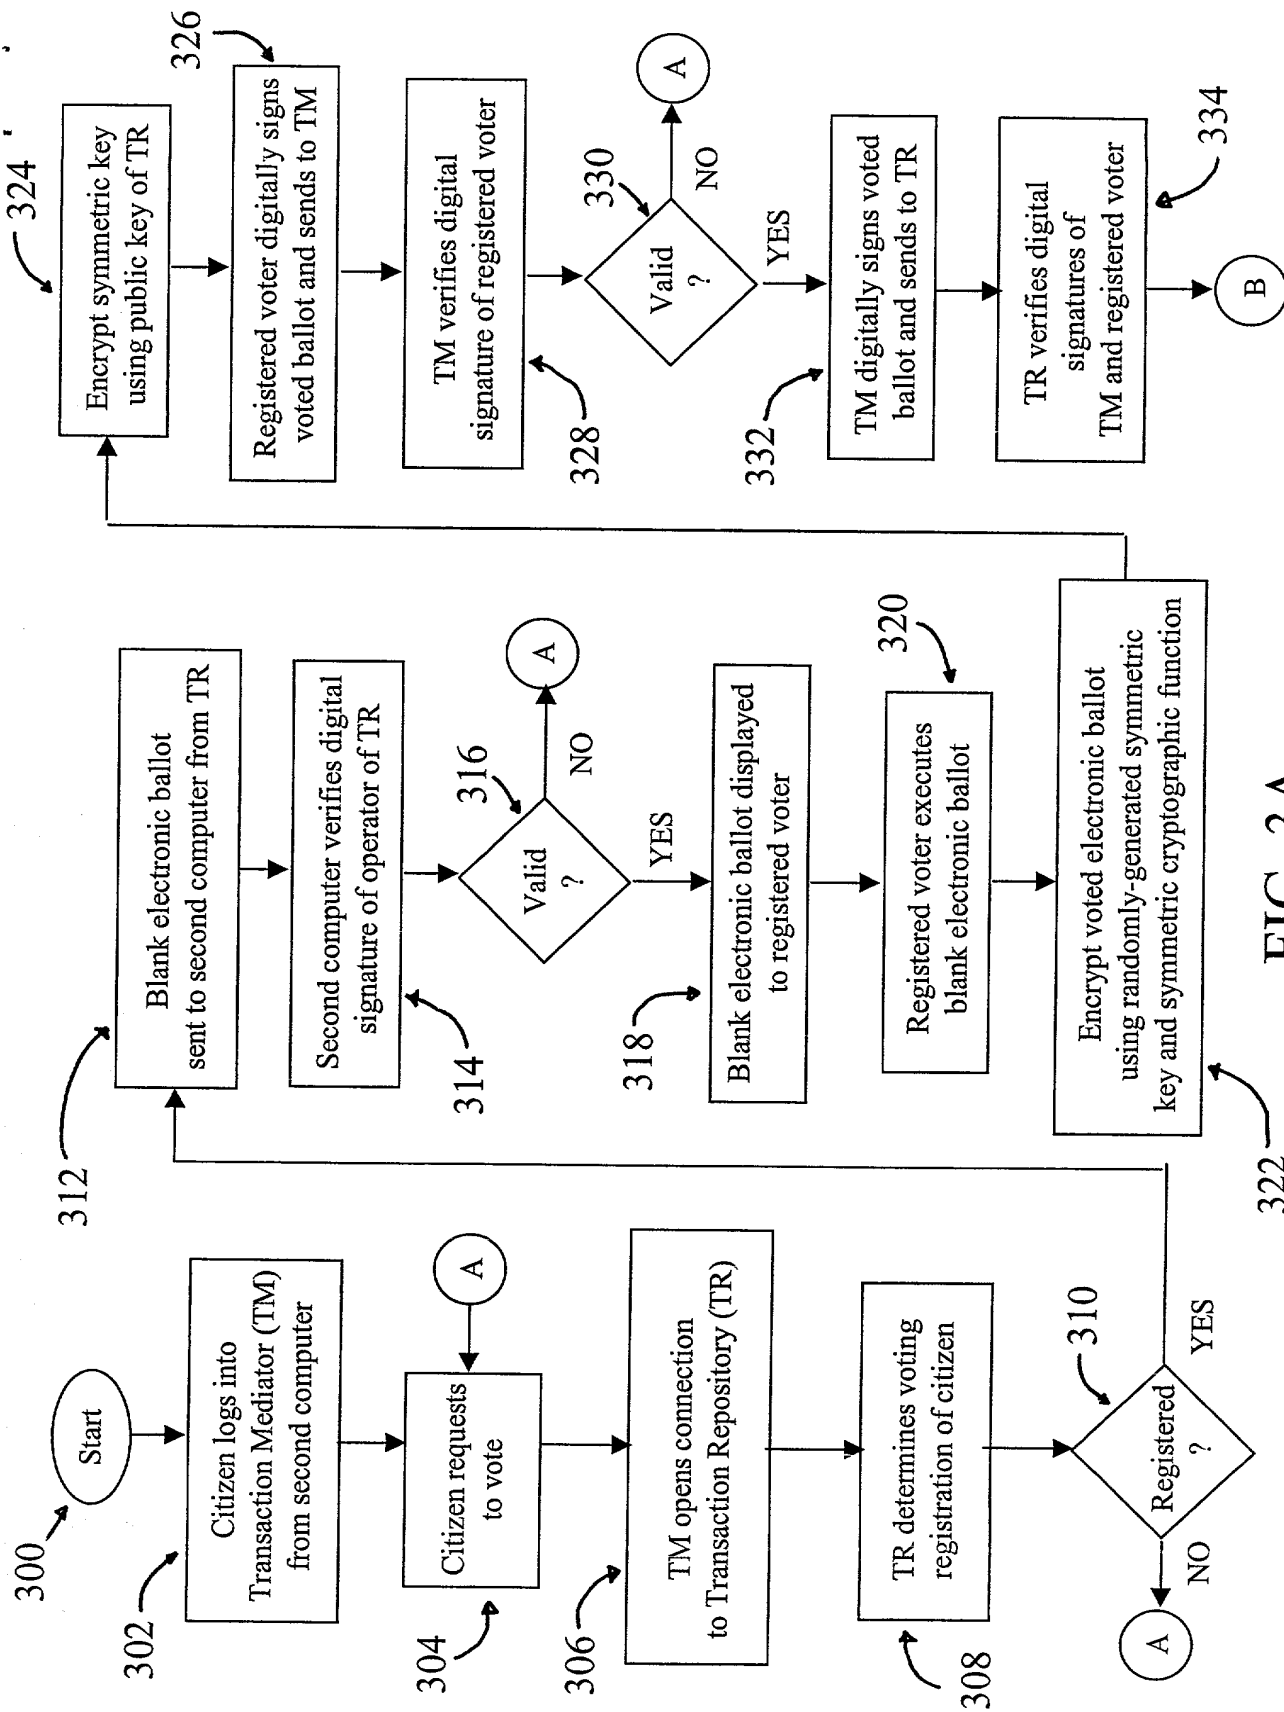 300
Start
302
Citizen logs into
Transaction Mediator (TM)
from second computer
304
Citizen requests
to vote
A
306
TM opens connection
to Transaction Repository (TR)
308
TR determines voting
registration of citizen
310
Registered
?
NO
A
YES
312
Blank electronic ballot
sent to second computer from TR
314
Second computer verifies digital
signature of operator of TR
316
Valid
?
NO
A
YES
318
Blank electronic ballot displayed
to registered voter
320
Registered voter executes
blank electronic ballot
322
Encrypt voted electronic ballot
using randomly-generated symmetric
key and symmetric cryptographic function
324
Encrypt symmetric key
using public key of TR
326
Registered voter digitally signs
voted ballot and sends to TM
328
TM verifies digital
signature of registered voter
330
Valid
?
NO
A
YES
332
TM digitally signs voted
ballot and sends to TR
334
TR verifies digital
signatures of
TM and registered voter
B